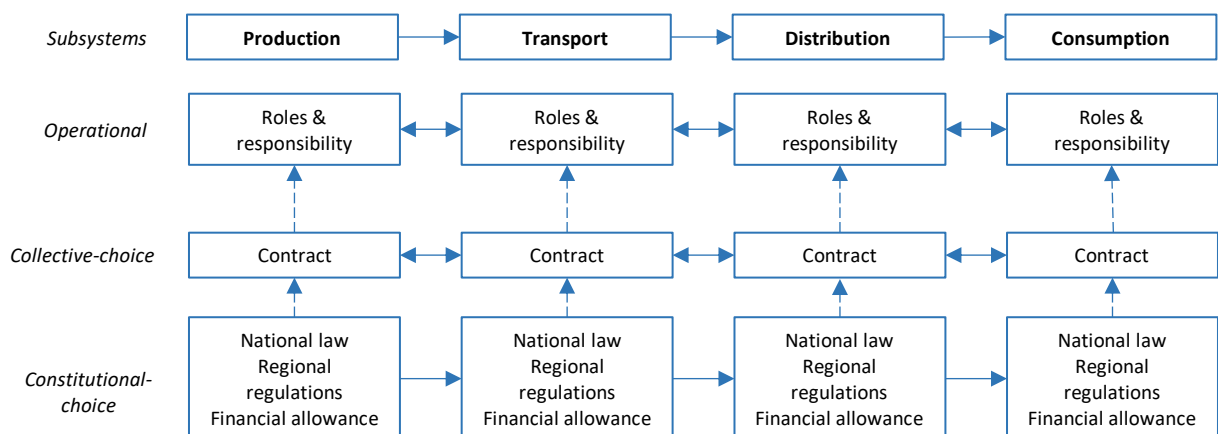 Subsystems
Production
Transport
Distribution
Consumption
Operational
Roles &
responsibility
Roles &
responsibility
Roles &
responsibility
Roles &
responsibility
Collective-choice
Contract
Contract
Contract
Contract
Constitutional-
choice
National law
Regional
regulations
Financial allowance
National law
Regional
regulations
Financial allowance
National law
Regional
regulations
Financial allowance
National law
Regional
regulations
Financial allowance